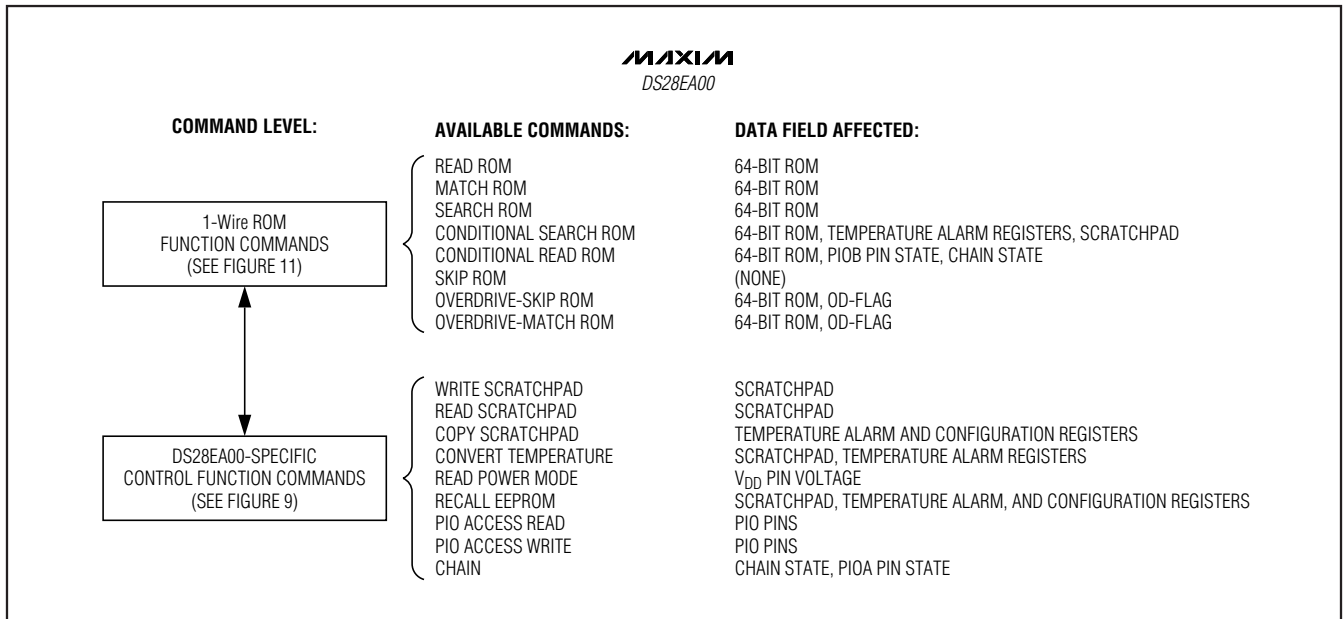 MAXIM
DS28EA00
COMMAND LEVEL: AVAILABLE COMMANDS: DATA FIELD AFFECTED:
1-Wire ROM
FUNCTION COMMANDS
(SEE FIGURE 11)
READ ROM 64-BIT ROM
MATCH ROM 64-BIT ROM
SEARCH ROM 64-BIT ROM
CONDITIONAL SEARCH ROM 64-BIT ROM, TEMPERATURE ALARM REGISTERS, SCRATCHPAD
CONDITIONAL READ ROM 64-BIT ROM, PIOB PIN STATE, CHAIN STATE
SKIP ROM (NONE)
OVERDRIVE-SKIP ROM 64-BIT ROM, OD-FLAG
OVERDRIVE-MATCH ROM 64-BIT ROM, OD-FLAG
DS28EA00-SPECIFIC
CONTROL FUNCTION COMMANDS
(SEE FIGURE 9)
WRITE SCRATCHPAD SCRATCHPAD
READ SCRATCHPAD SCRATCHPAD
COPY SCRATCHPAD TEMPERATURE ALARM AND CONFIGURATION REGISTERS
CONVERT TEMPERATURE SCRATCHPAD, TEMPERATURE ALARM REGISTERS
READ POWER MODE VDD PIN VOLTAGE
RECALL EEPROM SCRATCHPAD, TEMPERATURE ALARM, AND CONFIGURATION REGISTERS
PIO ACCESS READ PIO PINS
PIO ACCESS WRITE PIO PINS
CHAIN CHAIN STATE, PIOA PIN STATE